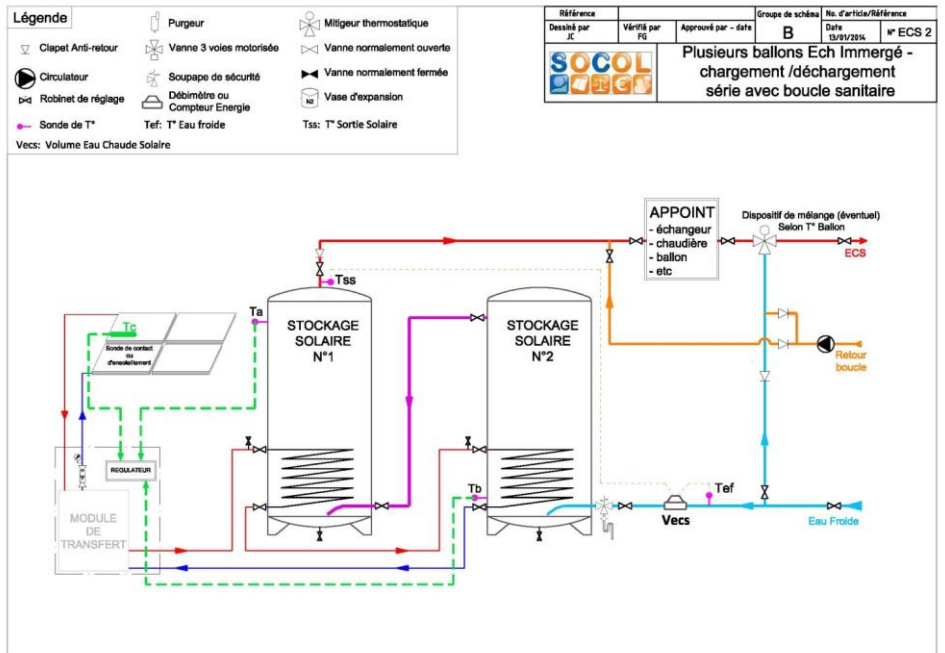 Légende
Purgeur
Mitigeur thermostatique
Clapet Anti-retour
Vanne 3 voies motorisée
Vanne normalement ouverte
Circulateur
Soupape de sécurité
Vanne normalement fermée
Robinet de réglage
Débimètre ou
Compteur Energie
Vase d'expansion
Sonde de T°
Tef: T° Eau froide
Tss: T° Sortie Solaire
Vecs: Volume Eau Chaude Solaire
Référence
Groupe de schéma
No. d'article/Référence
Dessiné par
JC
Vérifié par
FG
Approuvé par - date
B
Date
13/01/2014
N° ECS 2
SOCOL
Plusieurs ballons Ech Immergé -
chargement /déchargement
série avec boucle sanitaire
APPOINT
- échangeur
- chaudière
- ballon
- etc
Dispositif de mélange (éventuel)
Selon T° Ballon
ECS
Tss
Ta
STOCKAGE
SOLAIRE
N°1
STOCKAGE
SOLAIRE
N°2
Tc
Sonde de contact
ou
d'ensoleillement
Retour
boucle
REGULATEUR
MODULE
DE
TRANSFERT
Tb
Tef
Vecs
Eau Froide